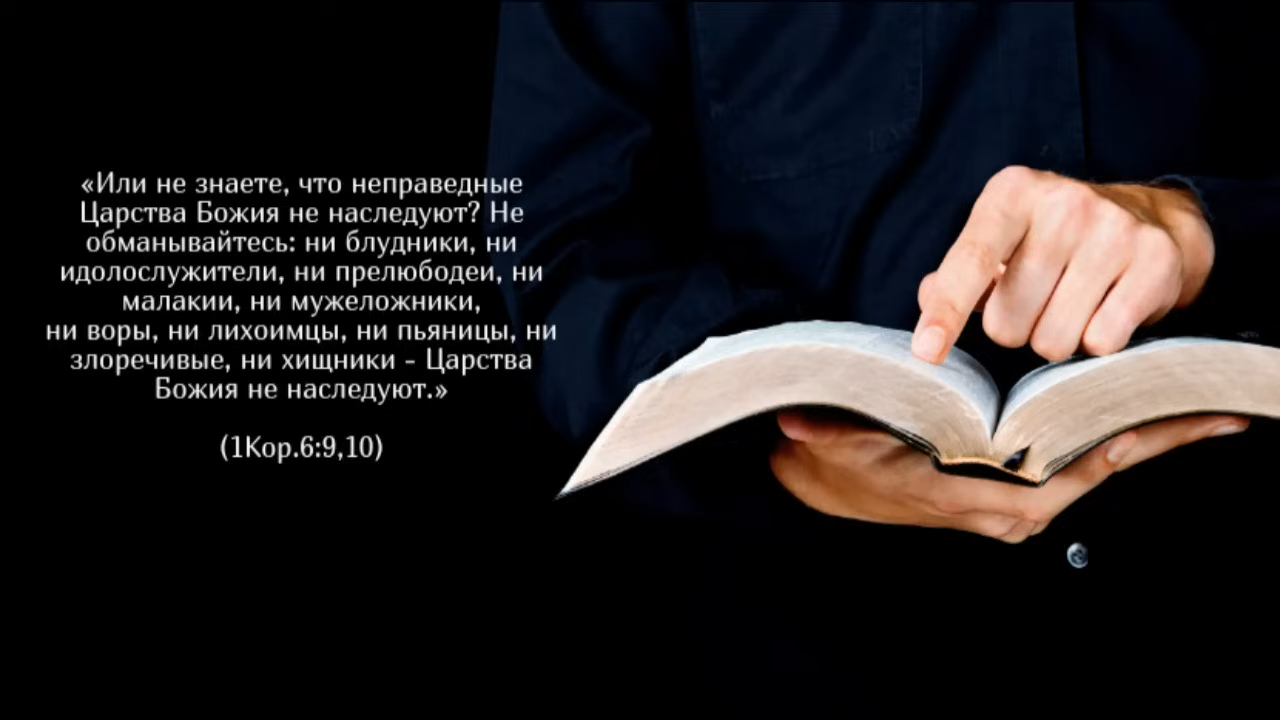 «Или не знаете, что неправедные
Царства Божия не наследуют? Не
обманывайтесь: ни блудники, ни
идолослужители, ни прелюбодеи, ни
малакии, ни мужеложники,
ни воры, ни лихоимцы, ни пьяницы, ни
злоречивые, ни хищники - Царства
Божия не наследуют.»
(1Кор.6:9,10)